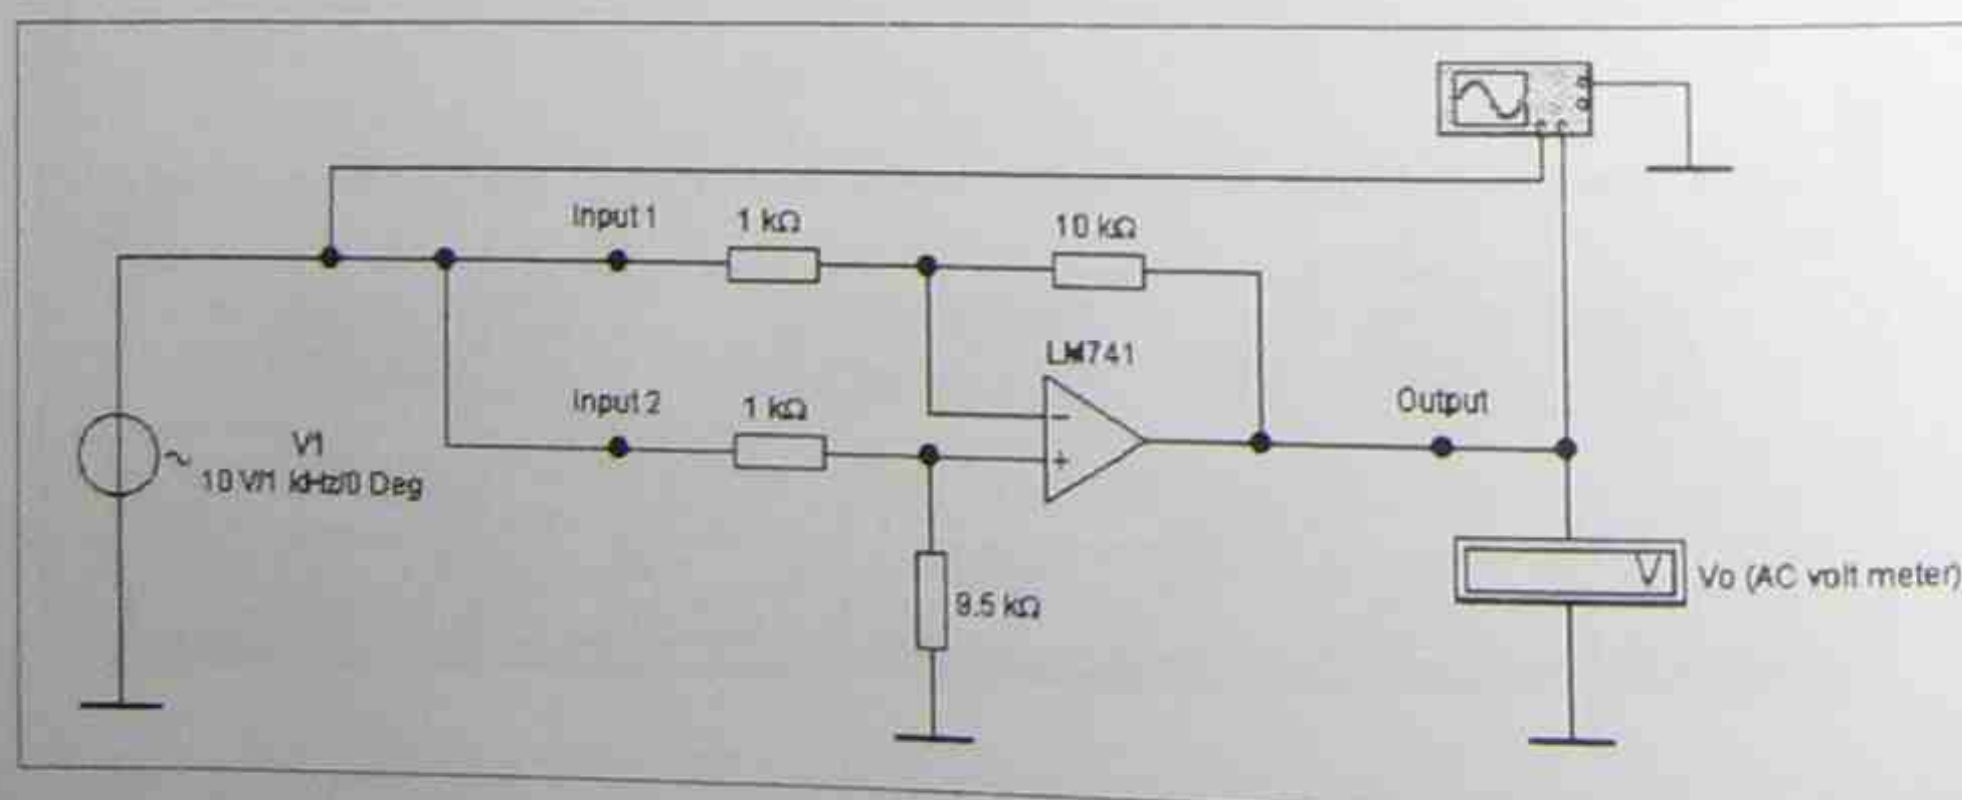 Input 1
1 kΩ
10 kΩ
LM741
Input 2
1 kΩ
Output
V1
10 V/1 kHz/0 Deg
V
Vo (AC volt meter)
9.5 kΩ